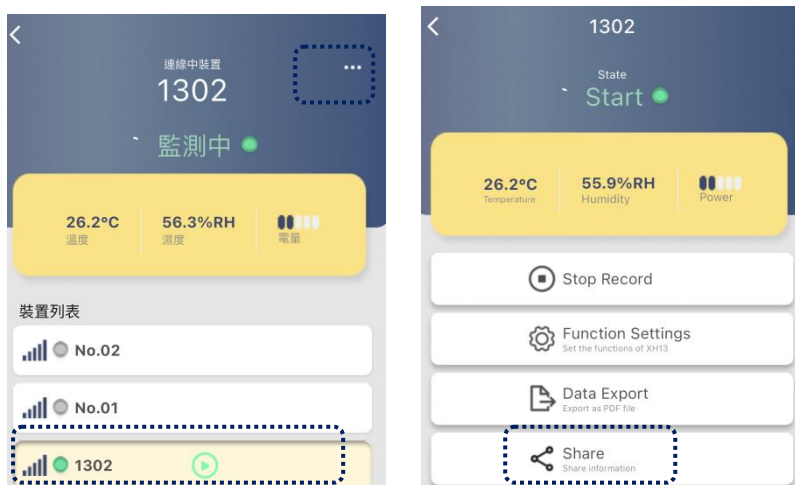 連線中裝置
1302
監測中
26.2°C
溫度
56.3%RH
濕度
電量
裝置列表
No.02
No.01
1302
1302
State
Start
26.2°C
Temperature
55.9%RH
Humidity
Power
Stop Record
Function Settings
Set the functions of XH13
Data Export
Export as PDF file
Share
Share information